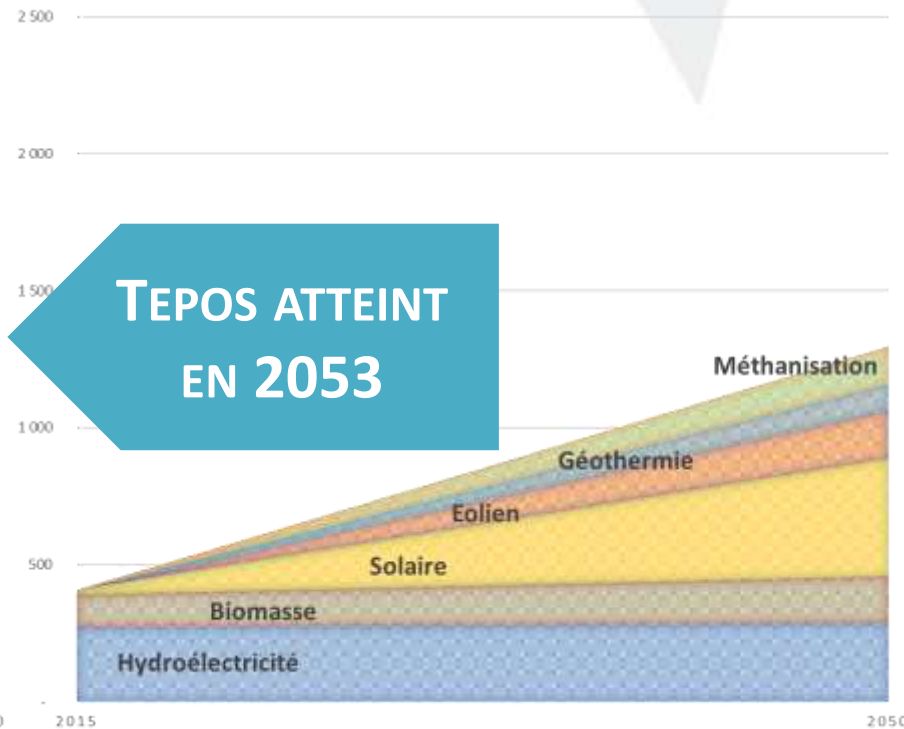 2 500
2 000
1 500
TEPOS ATTEINT
EN 2053
Méthanisation
1 000
Géothermie
Eolien
500
Solaire
Biomasse
Hydroélectricité
-
0
2015
2050